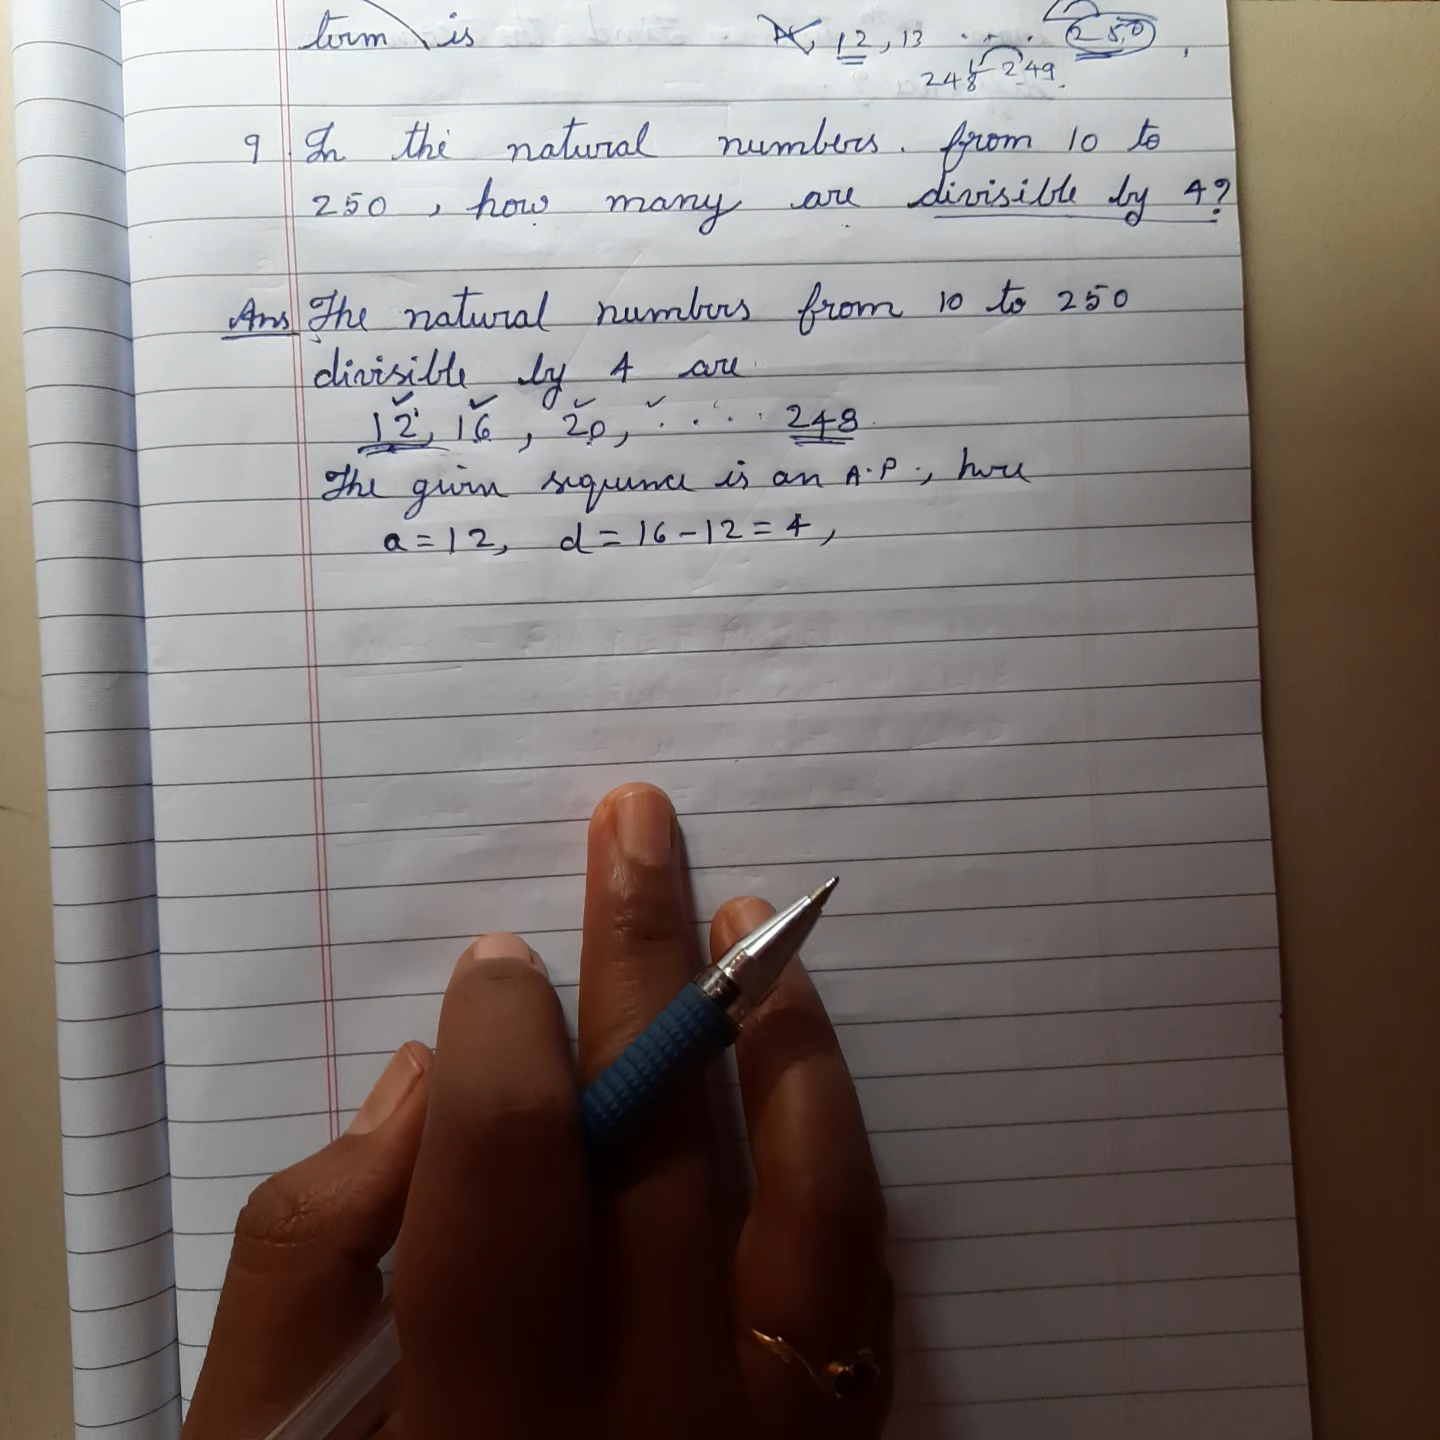 term is 12, 13 . . . . 250,
248 249.
9. In the natural numbers. from 10 to
250, how many are divisible by 4?
Ans The natural numbers from 10 to 250
divisible by 4 are
12, 16, 20, . . . . 248.
The given sequence is an A.P., here
a = 12, d = 16 - 12 = 4,